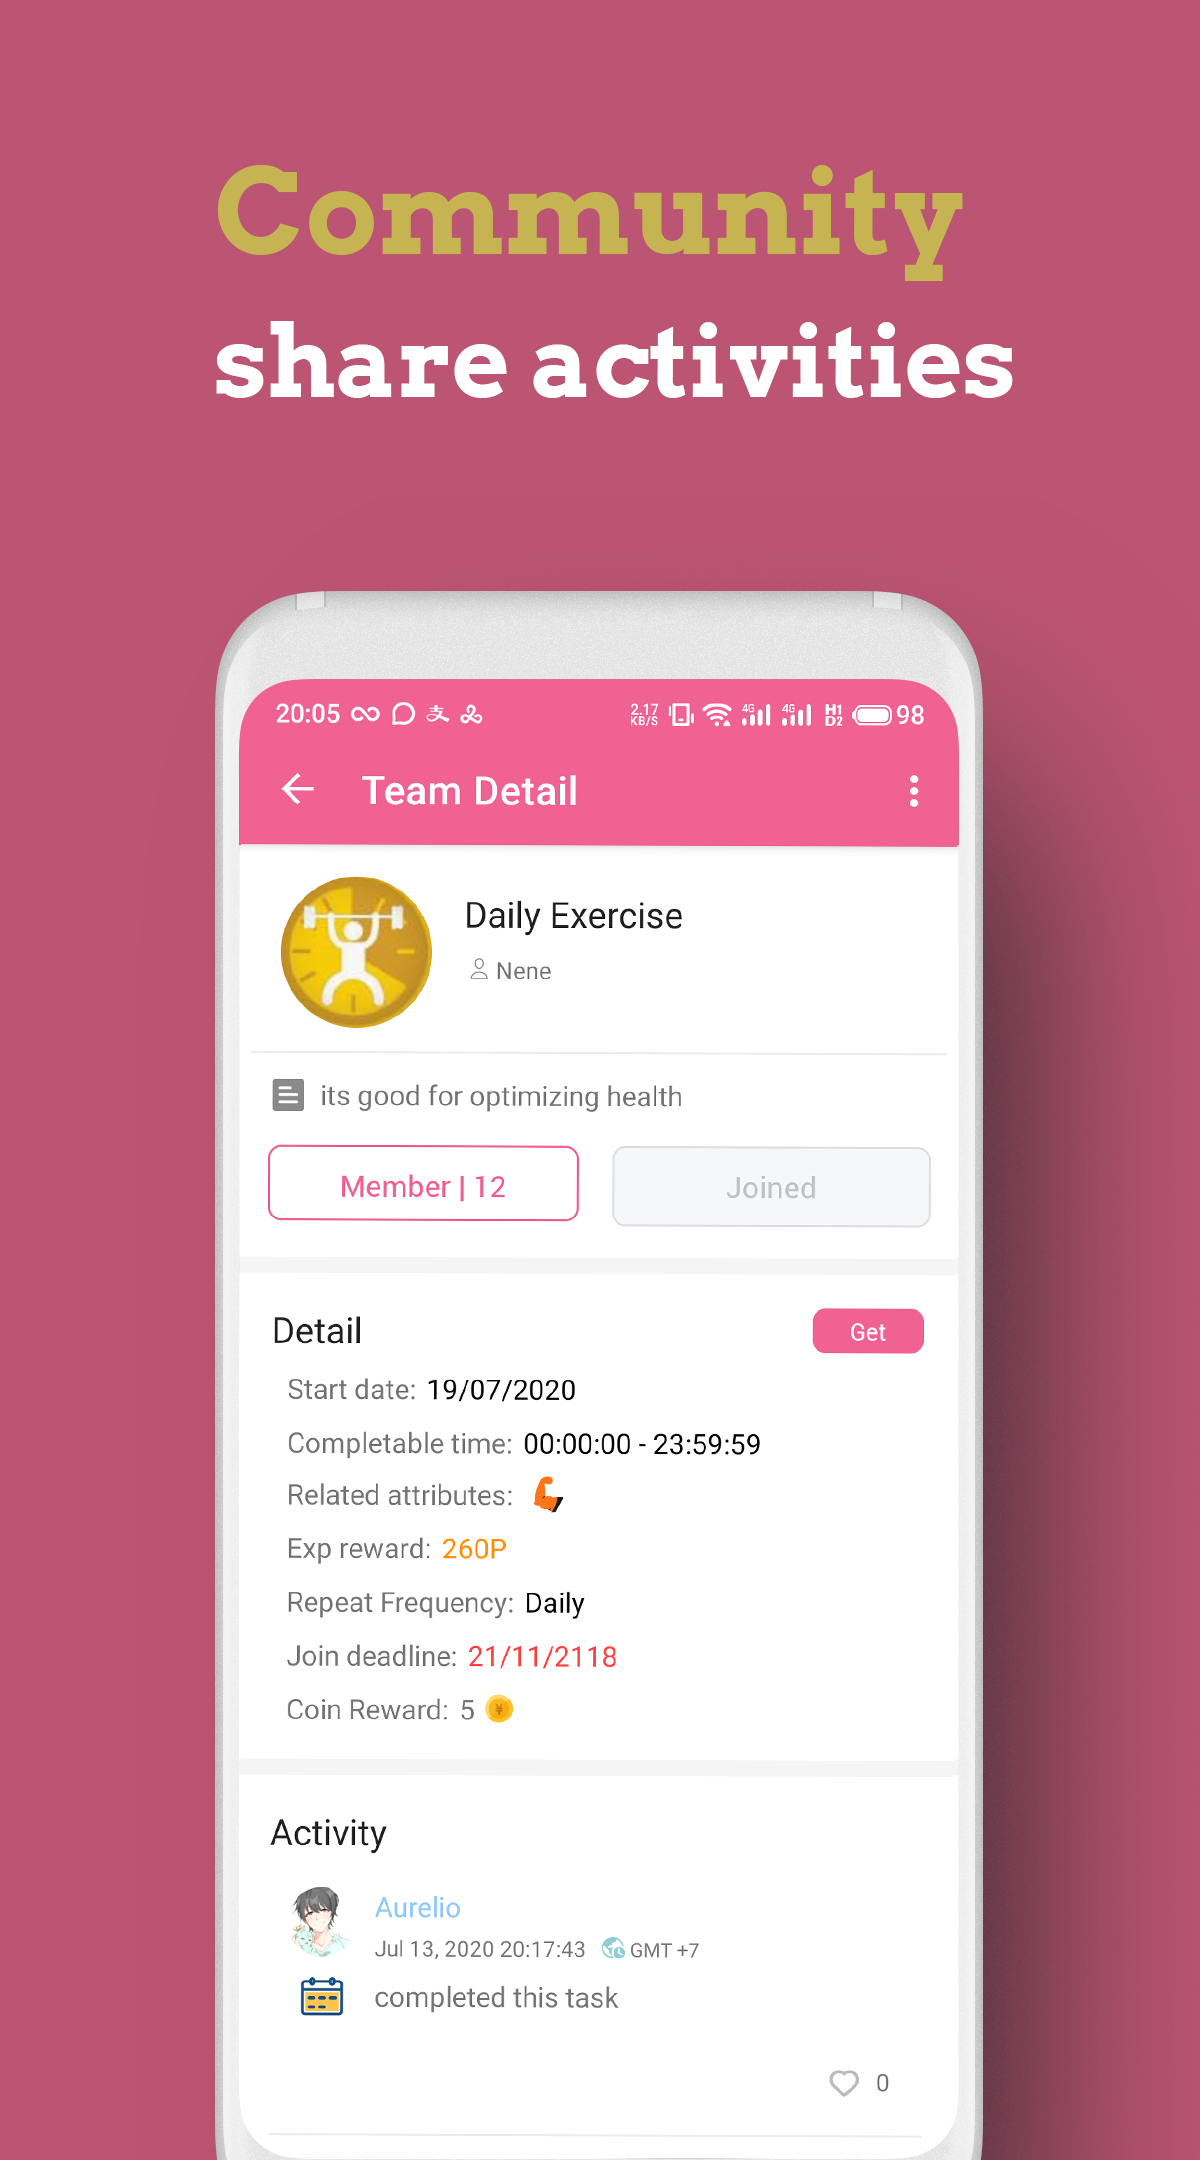 Community
share activities
20:05 支 2.17 KB/S 4G 4G H1 D2 98
Team Detail
Daily Exercise
Nene
its good for optimizing health
Member | 12 Joined
Detail Get
Start date: 19/07/2020
Completable time: 00:00:00 - 23:59:59
Related attributes:
Exp reward: 260P
Repeat Frequency: Daily
Join deadline: 21/11/2118
Coin Reward: 5 ¥
Activity
Aurelio
Jul 13, 2020 20:17:43 GMT +7
completed this task
0